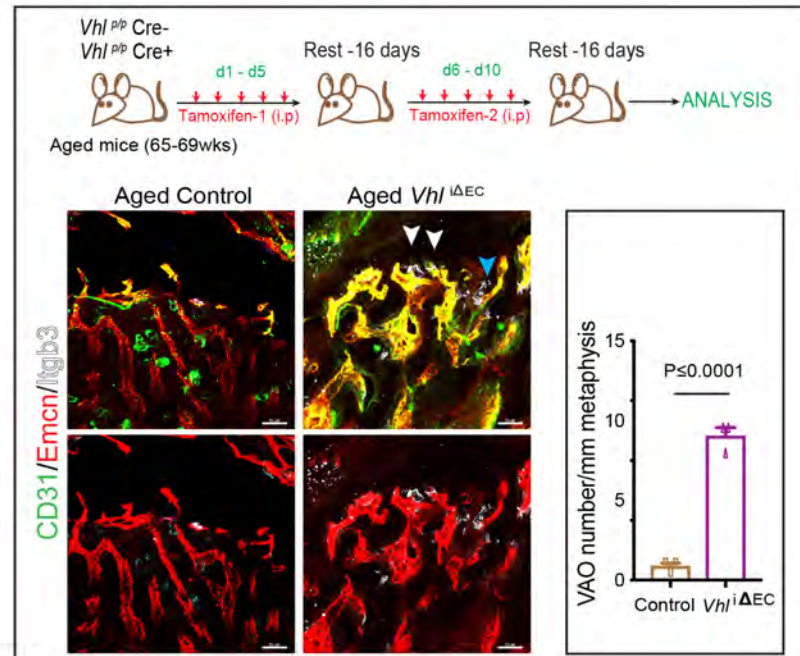 Vhl p/p Cre-
Vhl p/p Cre+
Rest -16 days
Rest -16 days
d1 - d5
d6 - d10
ANALYSIS
Tamoxifen-1 (i.p)
Tamoxifen-2 (i.p)
Aged mice (65-69wks)
Aged Control
Aged Vhl iΔEC
CD31/Emcn/Itgb3
VAO number/mm metaphysis
15
10
5
0
P≤0.0001
Control
Vhl iΔEC